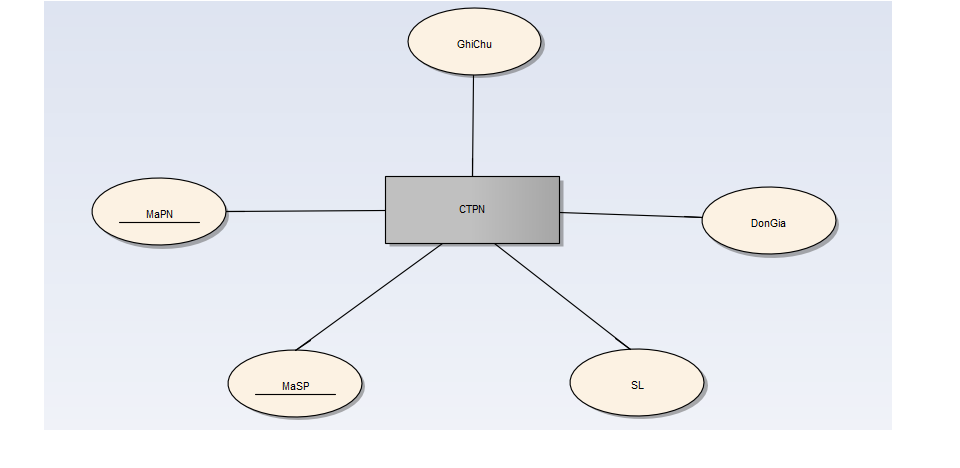 GhiChu
MaPN
CTPN
DonGia
MaSP
SL